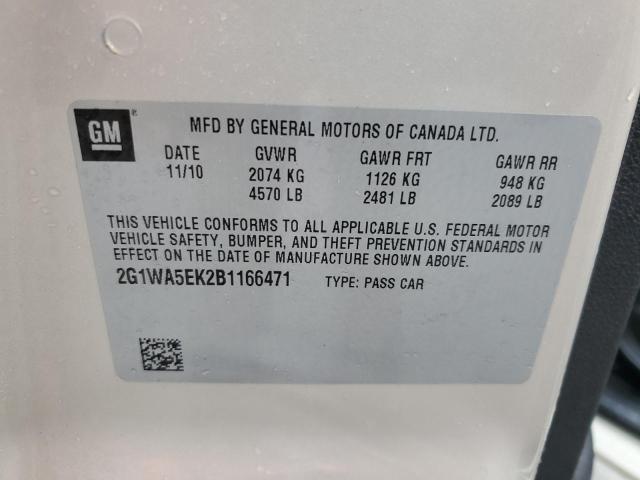 GM ® MFD BY GENERAL MOTORS OF CANADA LTD.
DATE GVWR GAWR FRT GAWR RR
11/10 2074 KG 1126 KG 948 KG
4570 LB 2481 LB 2089 LB
THIS VEHICLE CONFORMS TO ALL APPLICABLE U.S. FEDERAL MOTOR
VEHICLE SAFETY, BUMPER, AND THEFT PREVENTION STANDARDS IN
EFFECT ON THE DATE OF MANUFACTURE SHOWN ABOVE.
2G1WA5EK2B1166471 TYPE: PASS CAR